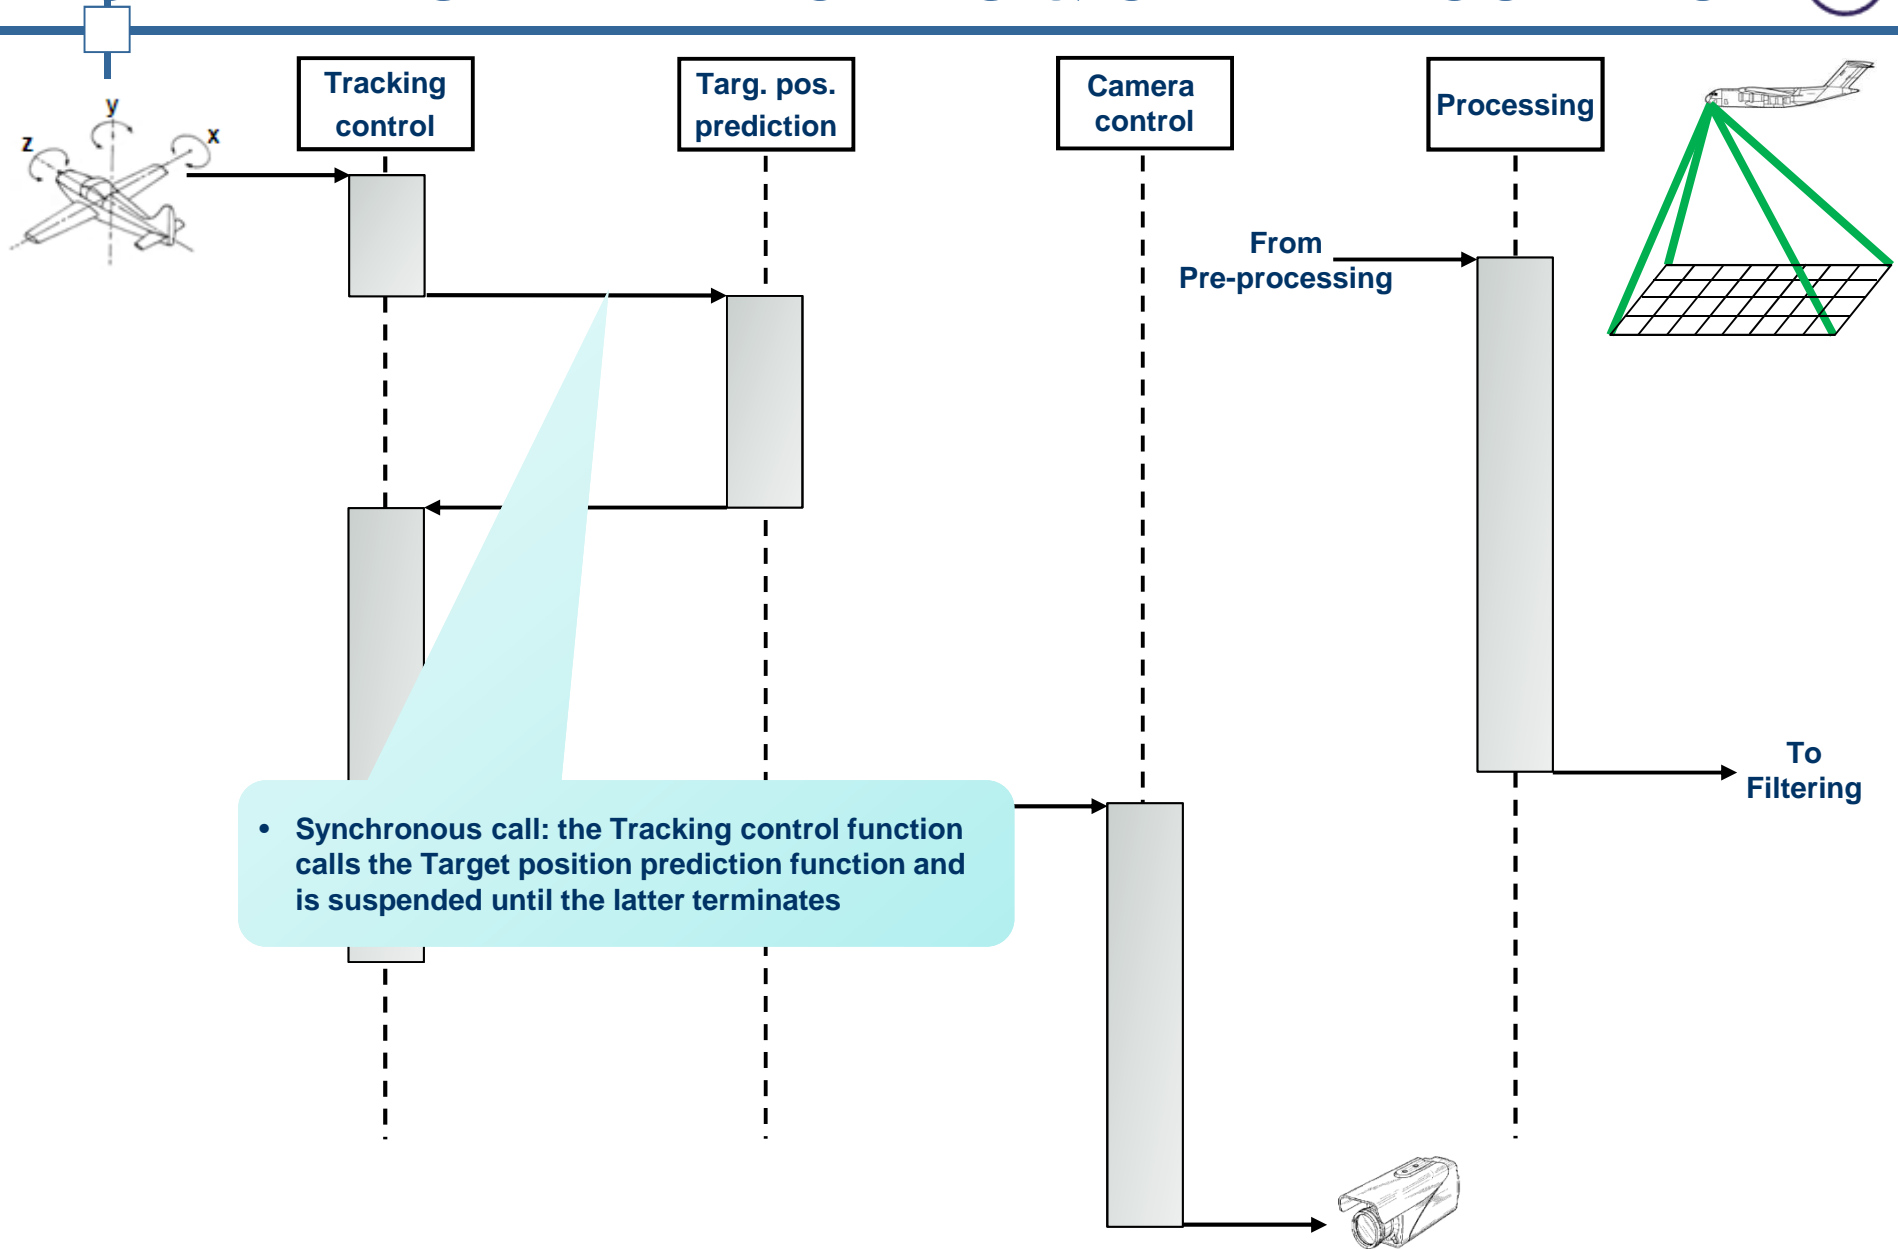 Tracking
control
Targ. pos.
prediction
Camera
control
Processing
y
z
x
From
Pre-processing
To
Filtering
• Synchronous call: the Tracking control function
calls the Target position prediction function and
is suspended until the latter terminates